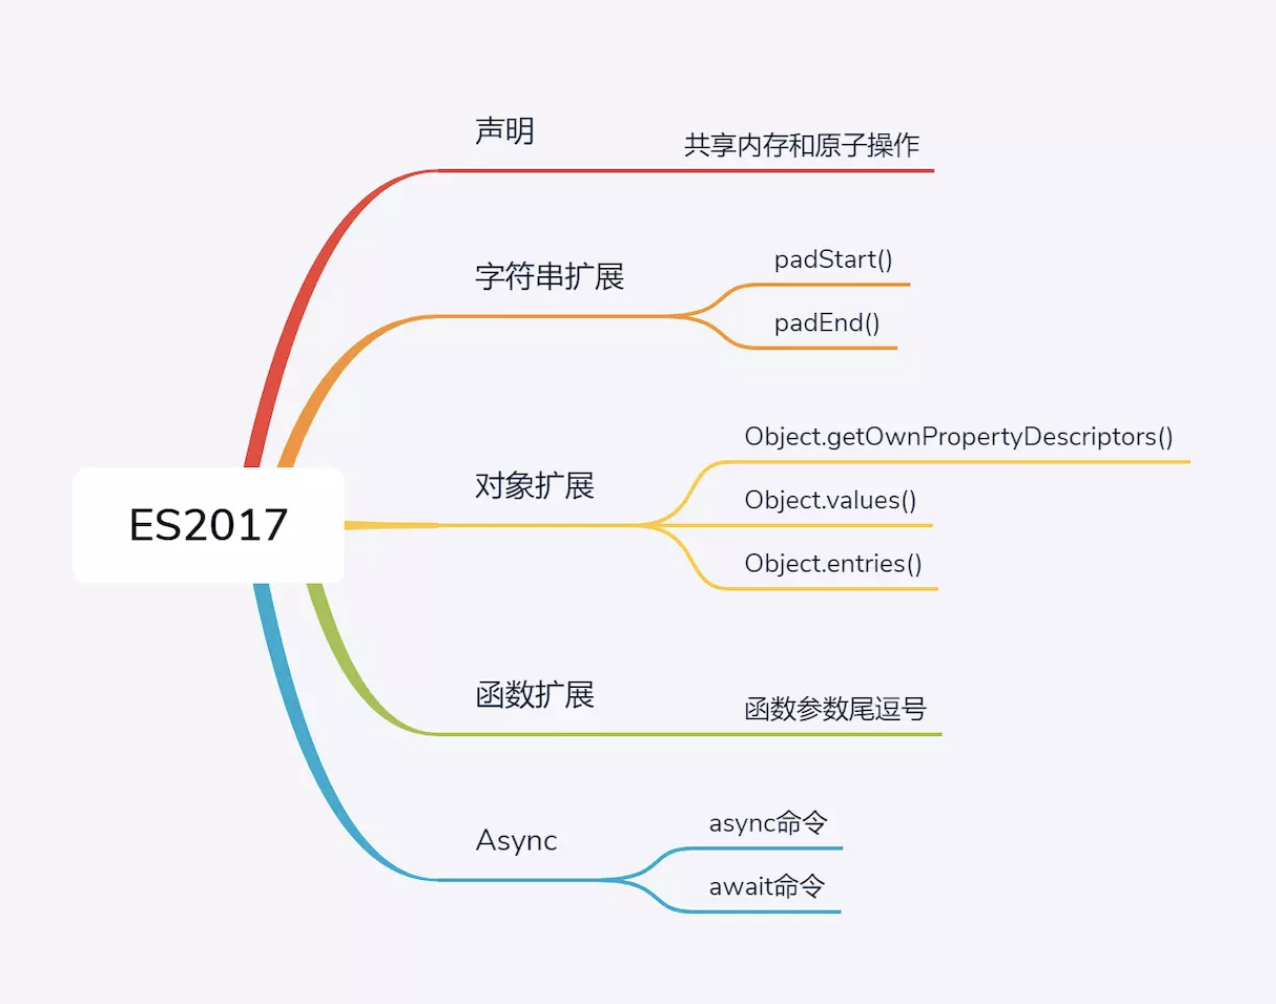 声明
共享内存和原子操作
字符串扩展
padStart()
padEnd()
ES2017
对象扩展
Object.getOwnPropertyDescriptors()
Object.values()
Object.entries()
函数扩展
函数参数尾逗号
Async
async命令
await命令